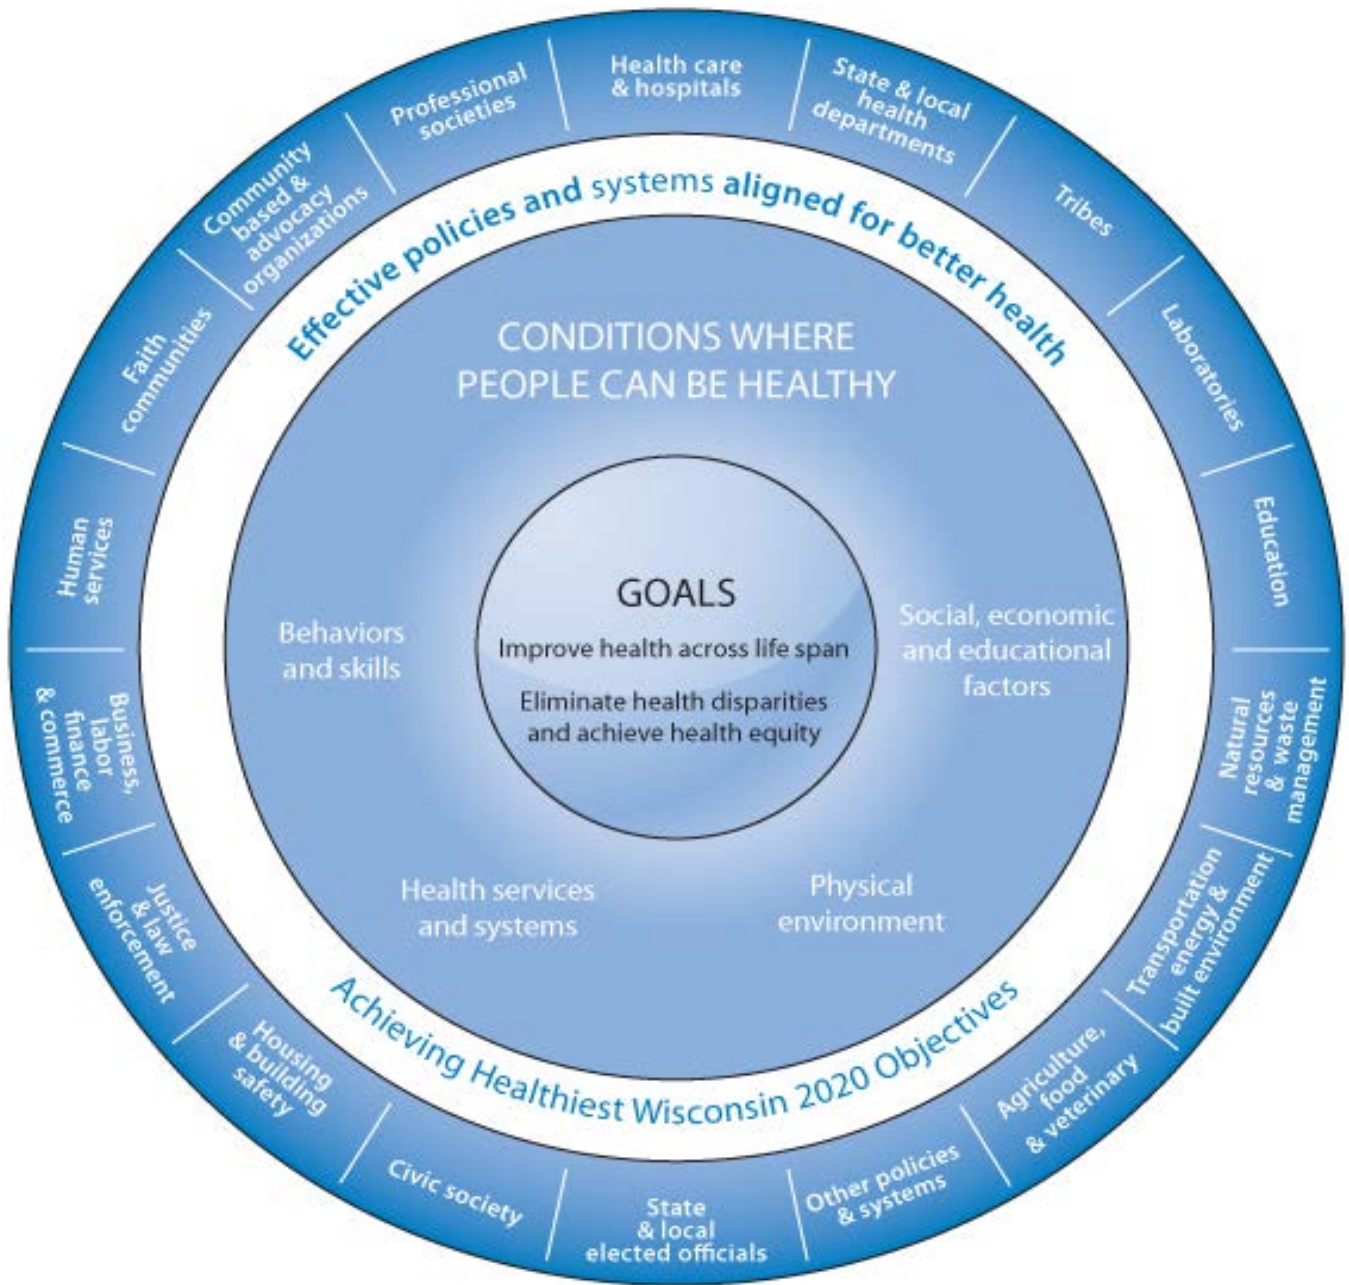 Health care
& hospitals
State & local
health
departments
Tribes
Laboratories
Education
Natural
resources
& waste
management
Transportation
energy &
built environment
Agriculture,
food
& veterinary
Other policies
& systems
State
& local
elected officials
Civic society
Housing
& building
safety
Justice
& law
enforcement
Business,
labor
finance
& commerce
Human
services
Faith
communities
Community
based &
advocacy
organizations
Professional
societies
Effective policies and systems aligned for better health
CONDITIONS WHERE
PEOPLE CAN BE HEALTHY
GOALS
Improve health across life span
Eliminate health disparities
and achieve health equity
Behaviors
and skills
Social, economic
and educational
factors
Health services
and systems
Physical
environment
Achieving Healthiest Wisconsin 2020 Objectives